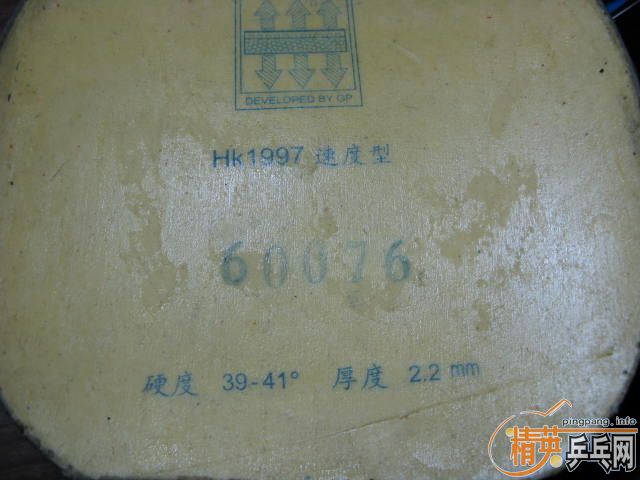 DEVELOPED BY GP
Hk1997 速度型
60076
硬度 39-41° 厚度 2.2 mm
pingpang.info
精英乒乓网